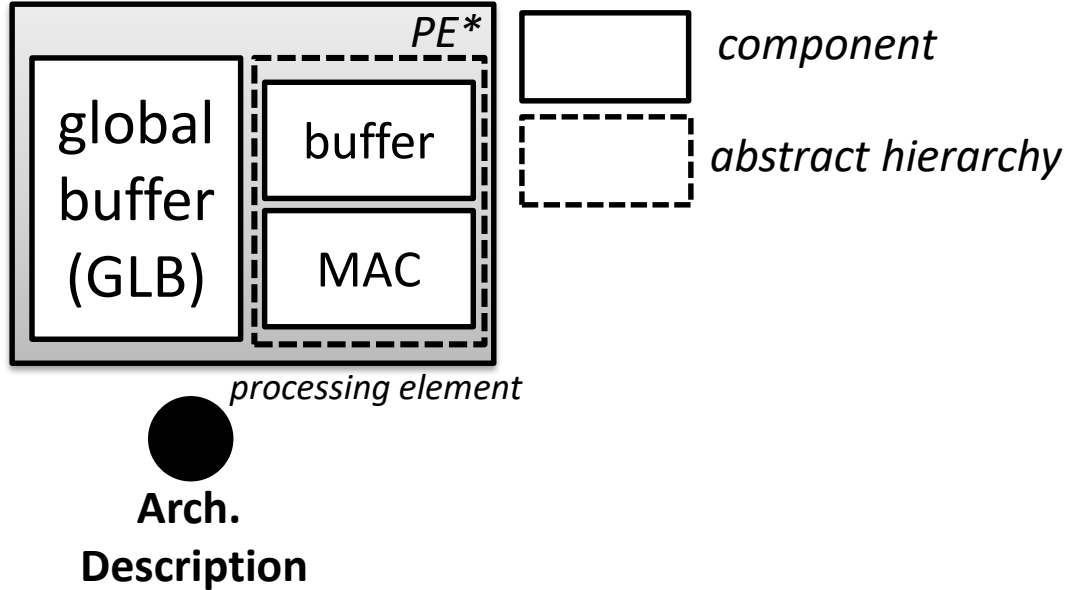 PE*
global
buffer
(GLB)
buffer
MAC
component
abstract hierarchy
processing element
Arch.
Description